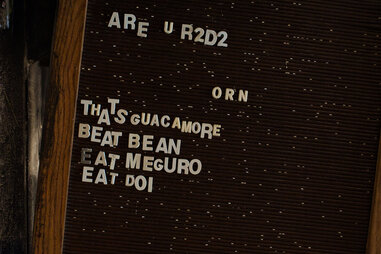 ARE U R2D2
ORN
THATS GUACAMORE
BEAT BEAN
EAT MEGURO
EAT DOI